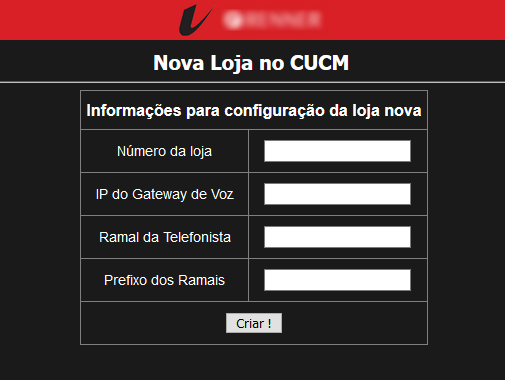 RENNER
Nova Loja no CUCM
Informações para configuração da loja nova
Número da loja
IP do Gateway de Voz
Ramal da Telefonista
Prefixo dos Ramais
Criar !